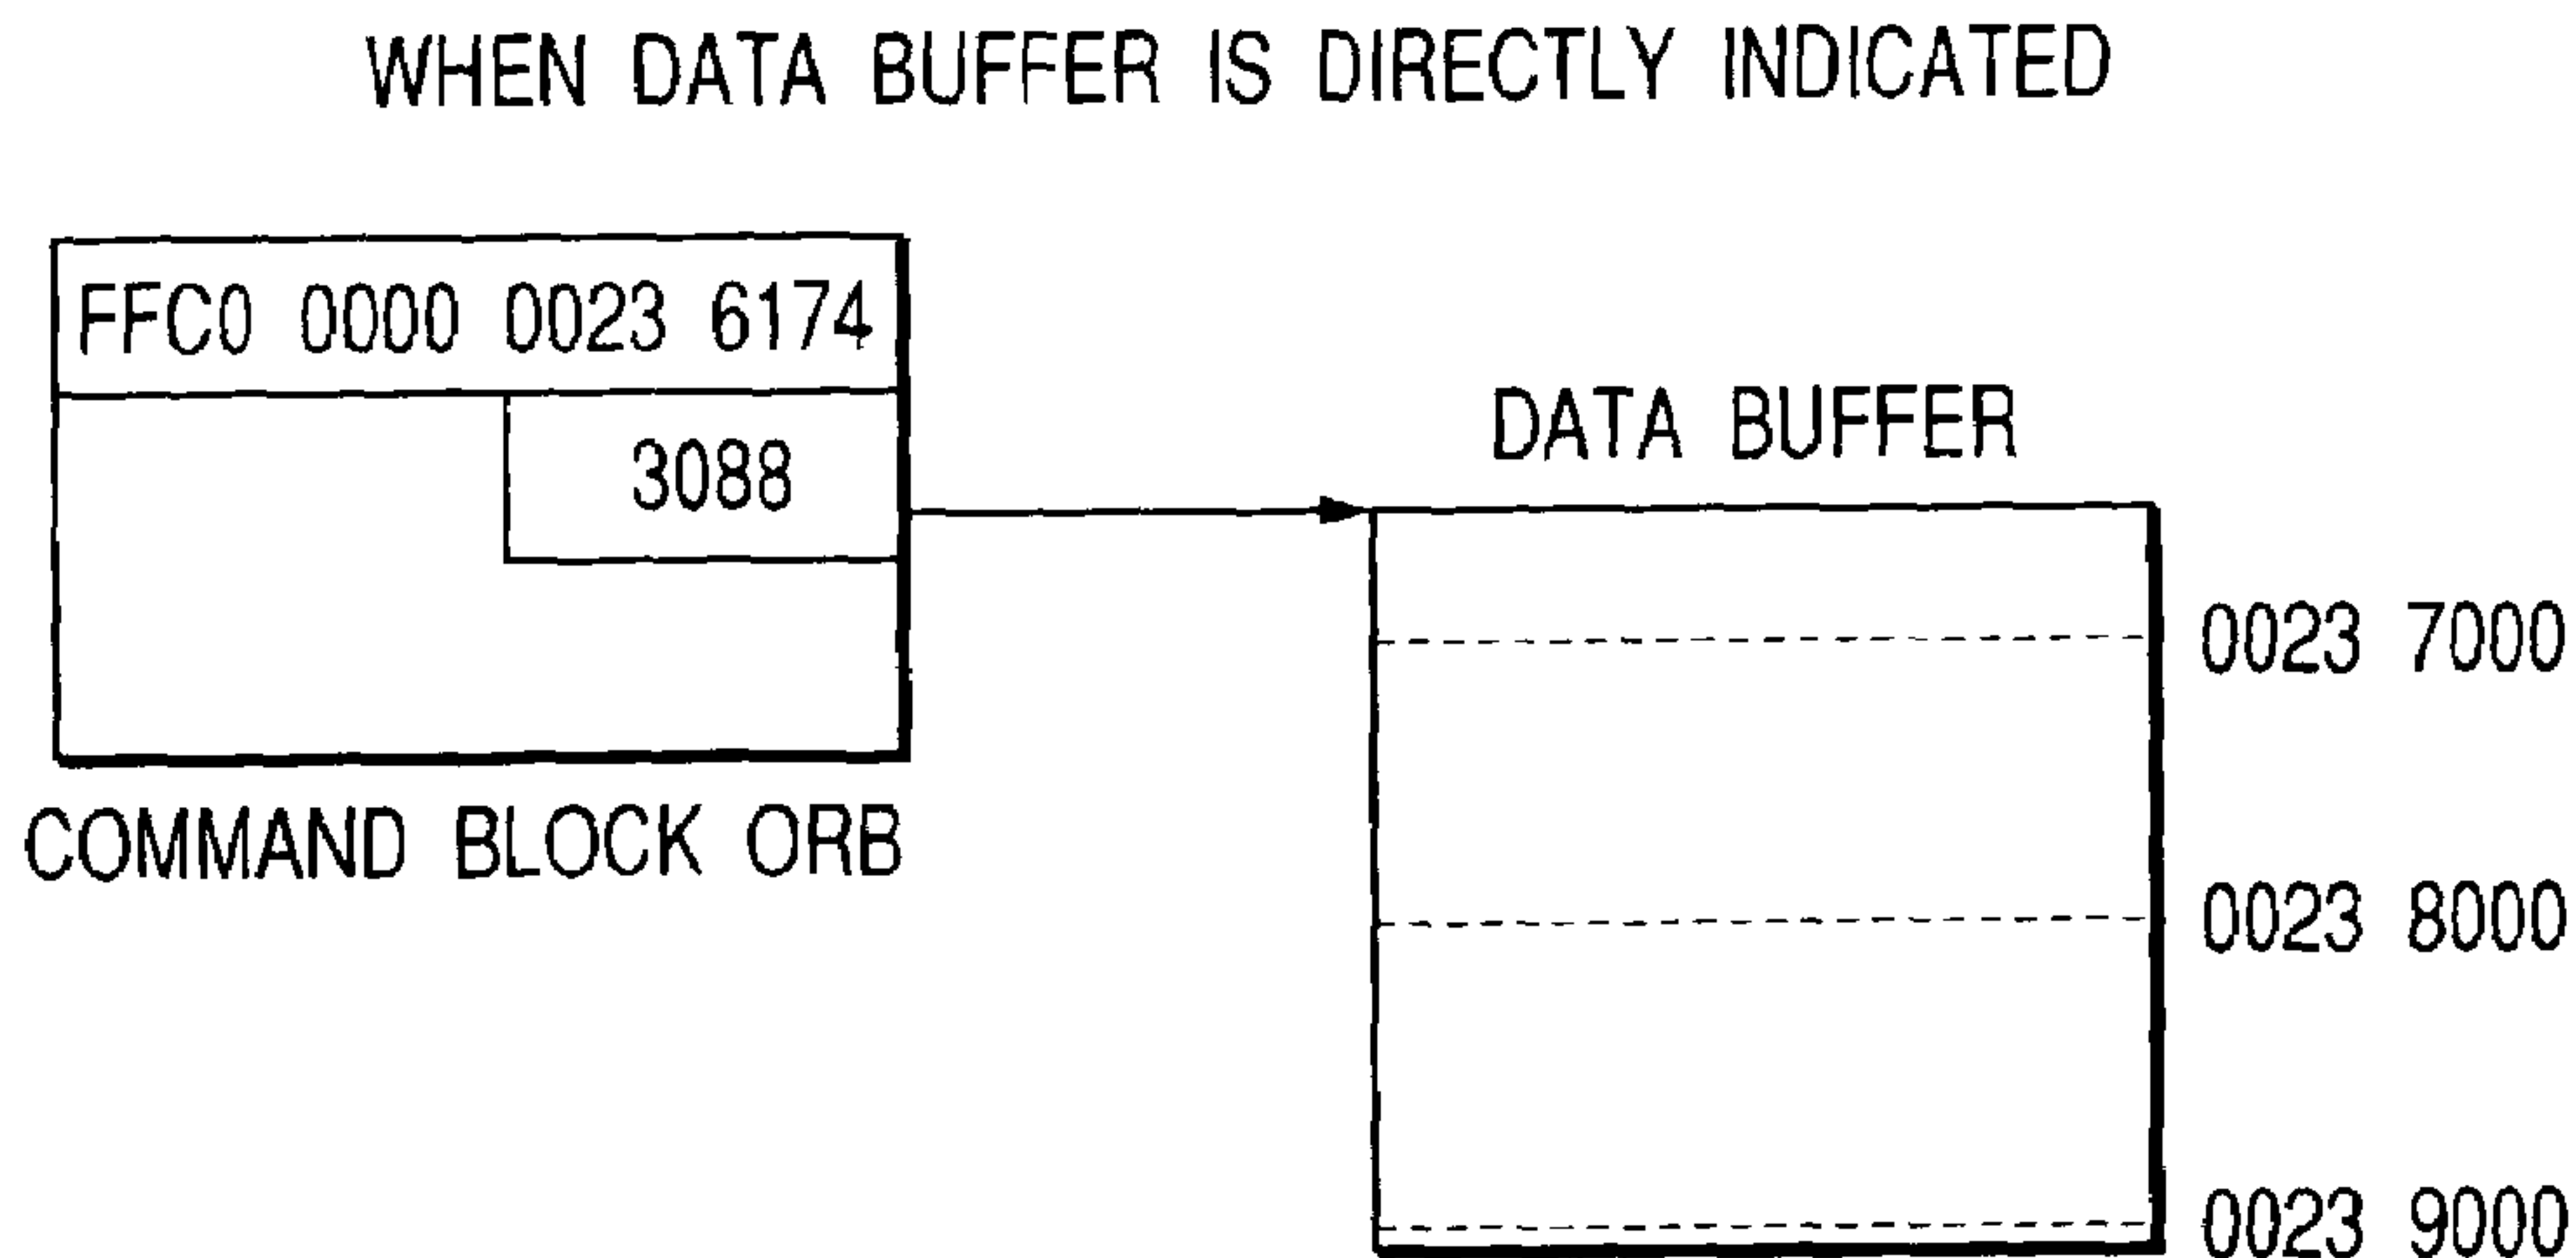 WHEN DATA BUFFER IS DIRECTLY INDICATED
FFC0 0000 0023 6174
3088
COMMAND BLOCK ORB
DATA BUFFER
0023 7000
0023 8000
0023 9000